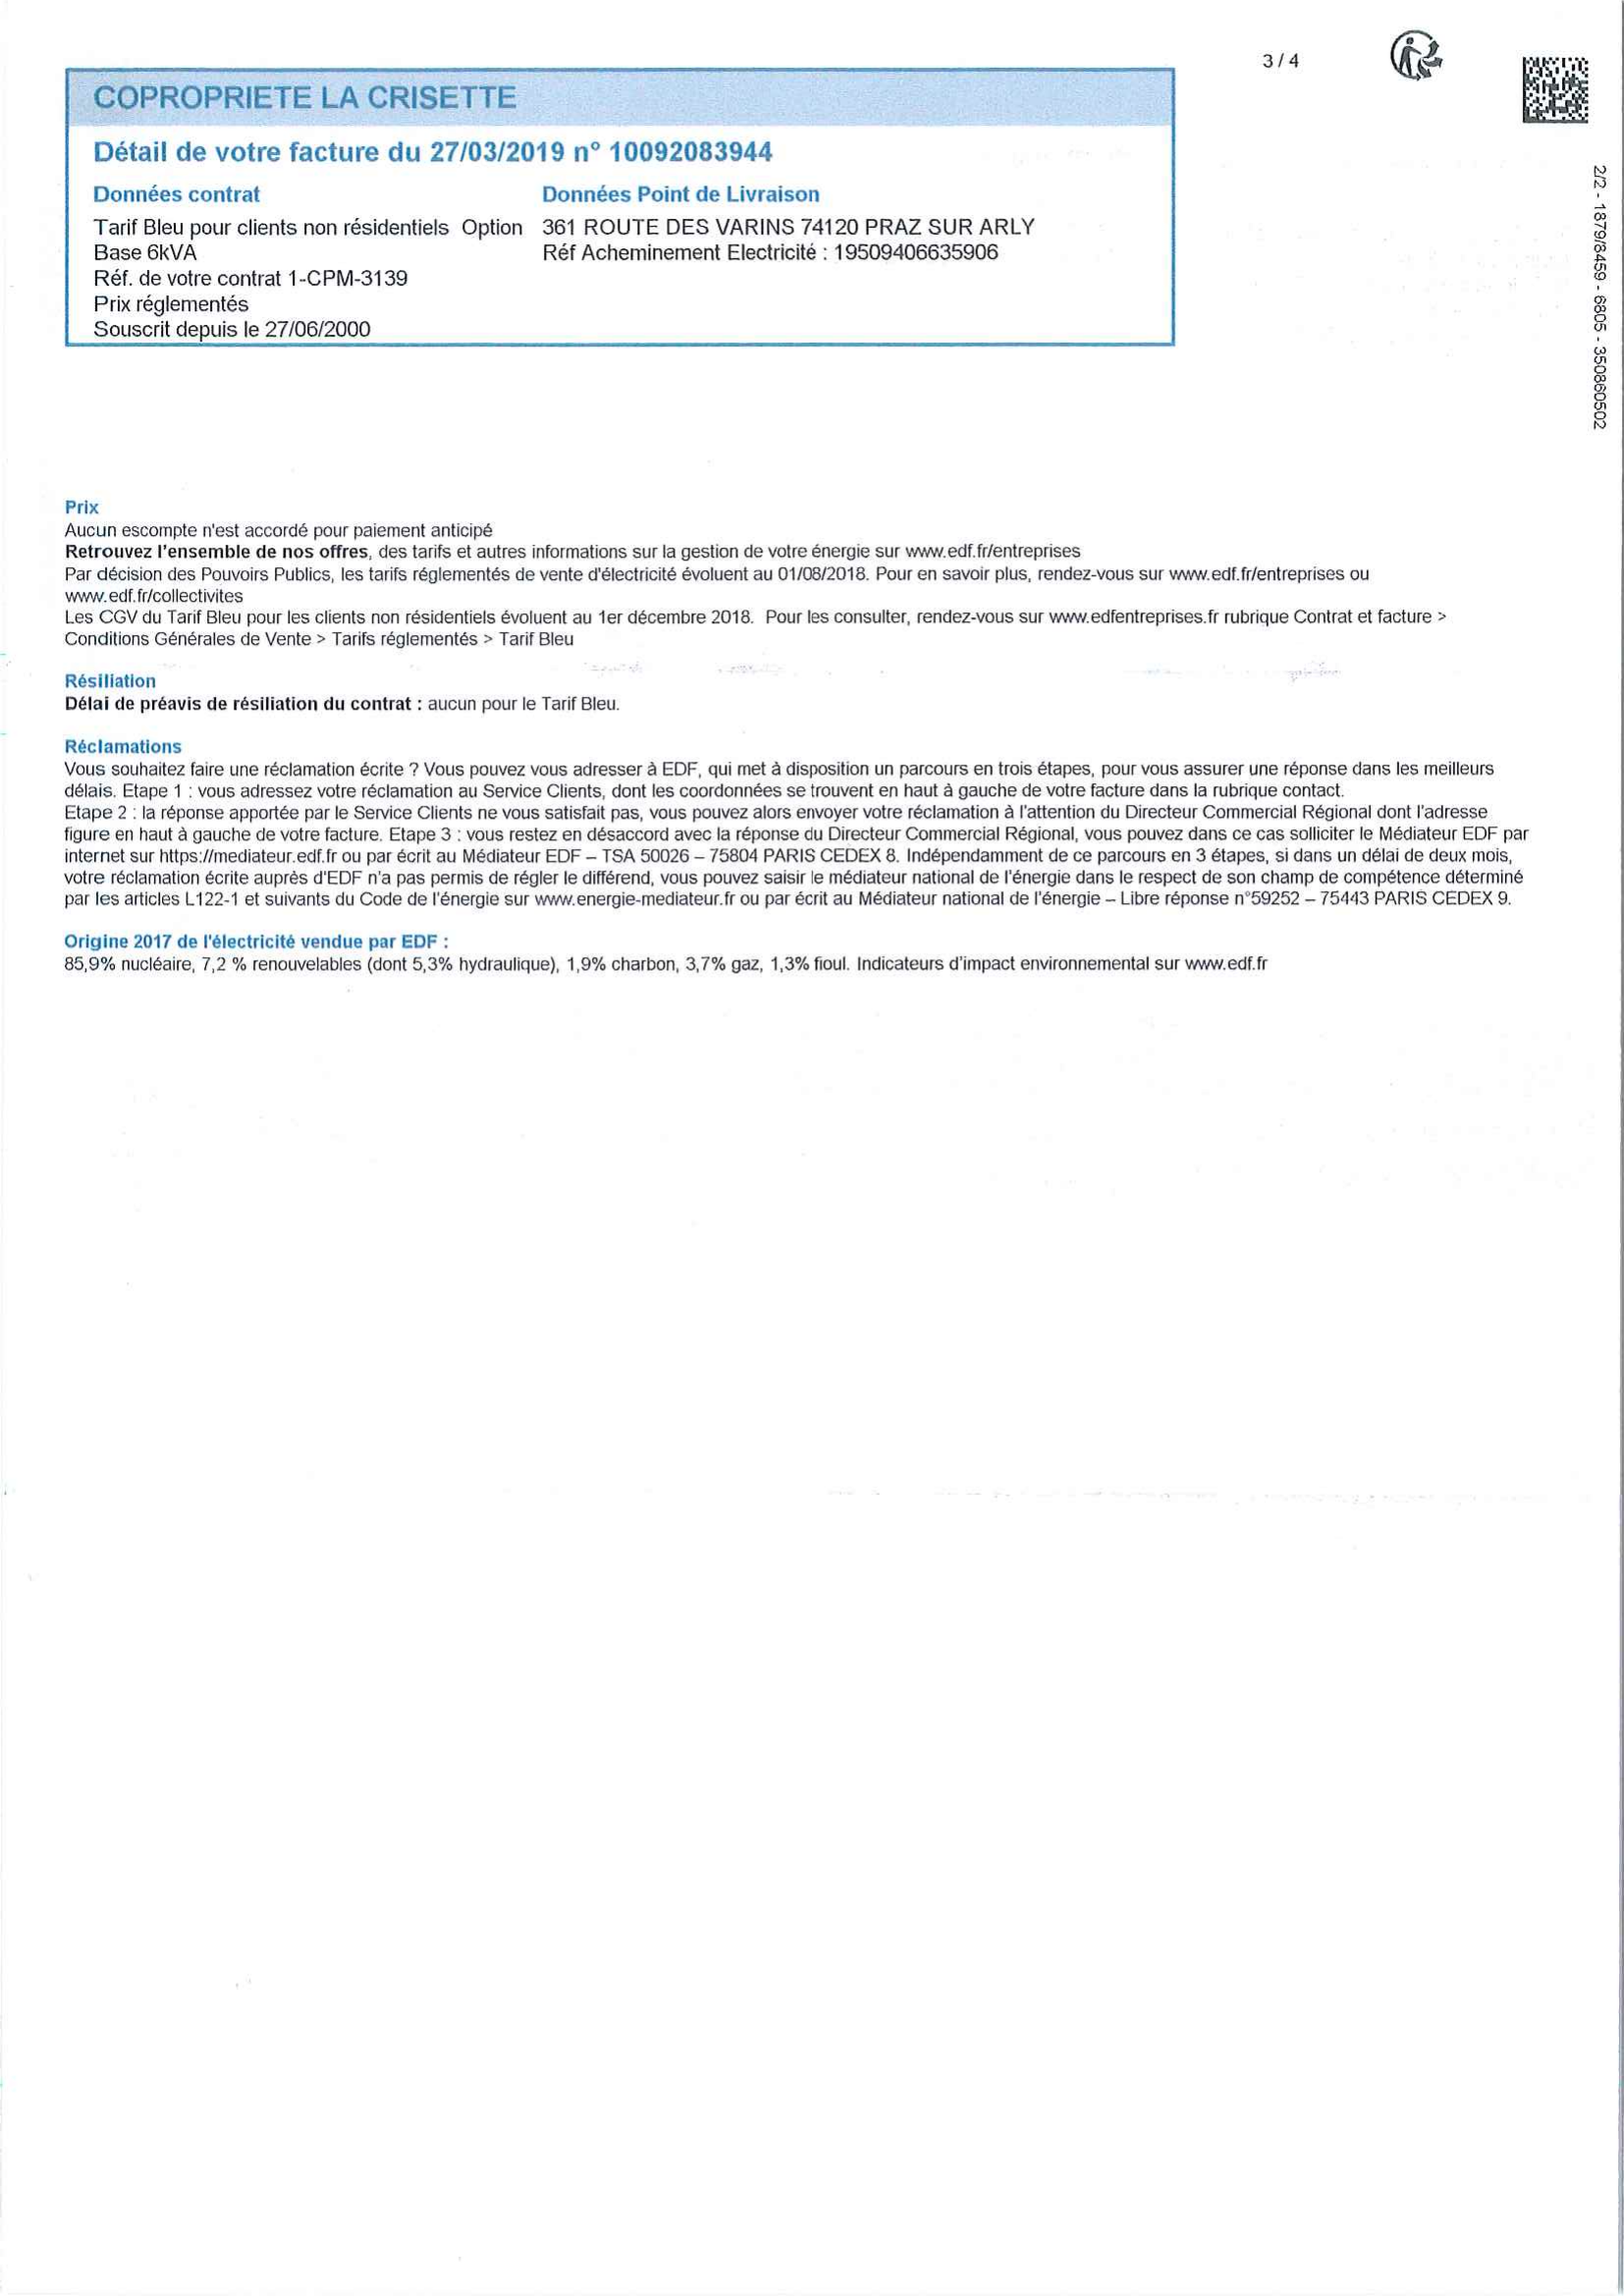 3 / 4
COPROPRIETE LA CRISETTE
Détail de votre facture du 27/03/2019 n° 10092083944
Données contrat
Tarif Bleu pour clients non résidentiels Option
Base 6kVA
Réf. de votre contrat 1-CPM-3139
Prix réglementés
Souscrit depuis le 27/06/2000
Données Point de Livraison
361 ROUTE DES VARINS 74120 PRAZ SUR ARLY
Réf Acheminement Electricité : 19509406635906
2/2 - 1879/8459 - 6805 - 350860502
Prix
Aucun escompte n'est accordé pour paiement anticipé
Retrouvez l'ensemble de nos offres, des tarifs et autres informations sur la gestion de votre énergie sur www.edf.fr/entreprises
Par décision des Pouvoirs Publics, les tarifs réglementés de vente d'électricité évoluent au 01/08/2018. Pour en savoir plus, rendez-vous sur www.edf.fr/entreprises ou
www.edf.fr/collectivites
Les CGV du Tarif Bleu pour les clients non résidentiels évoluent au 1er décembre 2018. Pour les consulter, rendez-vous sur www.edfentreprises.fr rubrique Contrat et facture >
Conditions Générales de Vente > Tarifs réglementés > Tarif Bleu
Résiliation
Délai de préavis de résiliation du contrat : aucun pour le Tarif Bleu.
Réclamations
Vous souhaitez faire une réclamation écrite ? Vous pouvez vous adresser à EDF, qui met à disposition un parcours en trois étapes, pour vous assurer une réponse dans les meilleurs
délais. Etape 1 : vous adressez votre réclamation au Service Clients, dont les coordonnées se trouvent en haut à gauche de votre facture dans la rubrique contact.
Etape 2 : la réponse apportée par le Service Clients ne vous satisfait pas, vous pouvez alors envoyer votre réclamation à l'attention du Directeur Commercial Régional dont l'adresse
figure en haut à gauche de votre facture. Etape 3 : vous restez en désaccord avec la réponse du Directeur Commercial Régional, vous pouvez dans ce cas solliciter le Médiateur EDF par
internet sur https://mediateur.edf.fr ou par écrit au Médiateur EDF – TSA 50026 – 75804 PARIS CEDEX 8. Indépendamment de ce parcours en 3 étapes, si dans un délai de deux mois,
votre réclamation écrite auprès d'EDF n'a pas permis de régler le différend, vous pouvez saisir le médiateur national de l'énergie dans le respect de son champ de compétence déterminé
par les articles L122-1 et suivants du Code de l'énergie sur www.energie-mediateur.fr ou par écrit au Médiateur national de l'énergie – Libre réponse n°59252 – 75443 PARIS CEDEX 9.
Origine 2017 de l'électricité vendue par EDF :
85,9% nucléaire, 7,2 % renouvelables (dont 5,3% hydraulique), 1,9% charbon, 3,7% gaz, 1,3% fioul. Indicateurs d'impact environnemental sur www.edf.fr